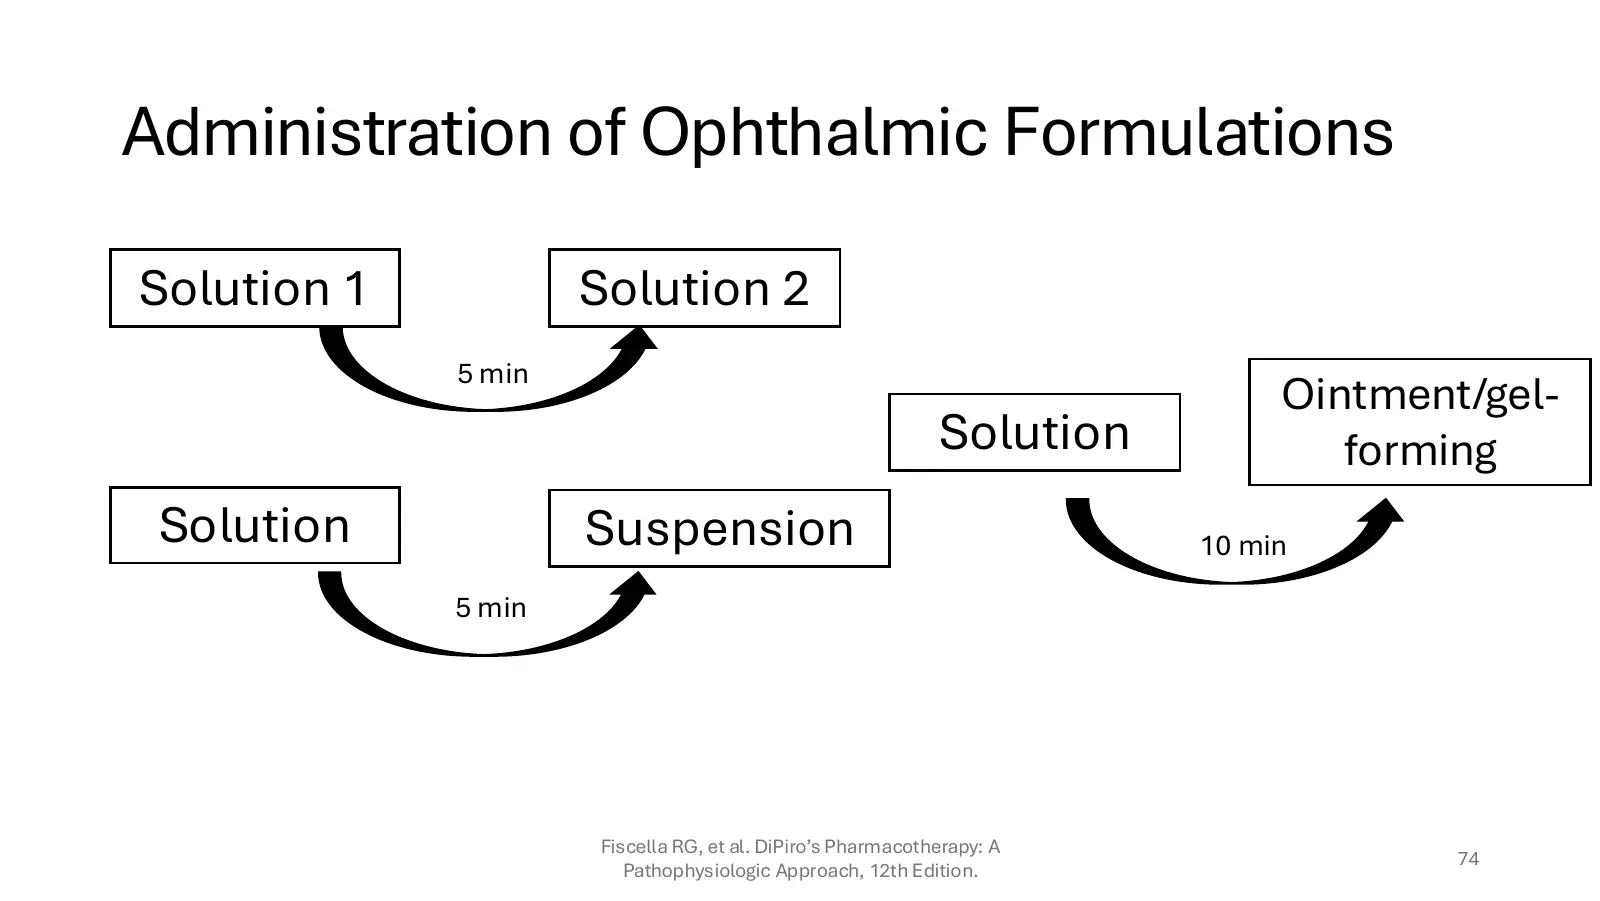 Administration of Ophthalmic Formulations
Solution 1
Solution 2
5 min
Solution
Suspension
5 min
Solution
Ointment/gel-
forming
10 min
Fiscella RG, et al. DiPiro’s Pharmacotherapy: A
Pathophysiologic Approach, 12th Edition.
74